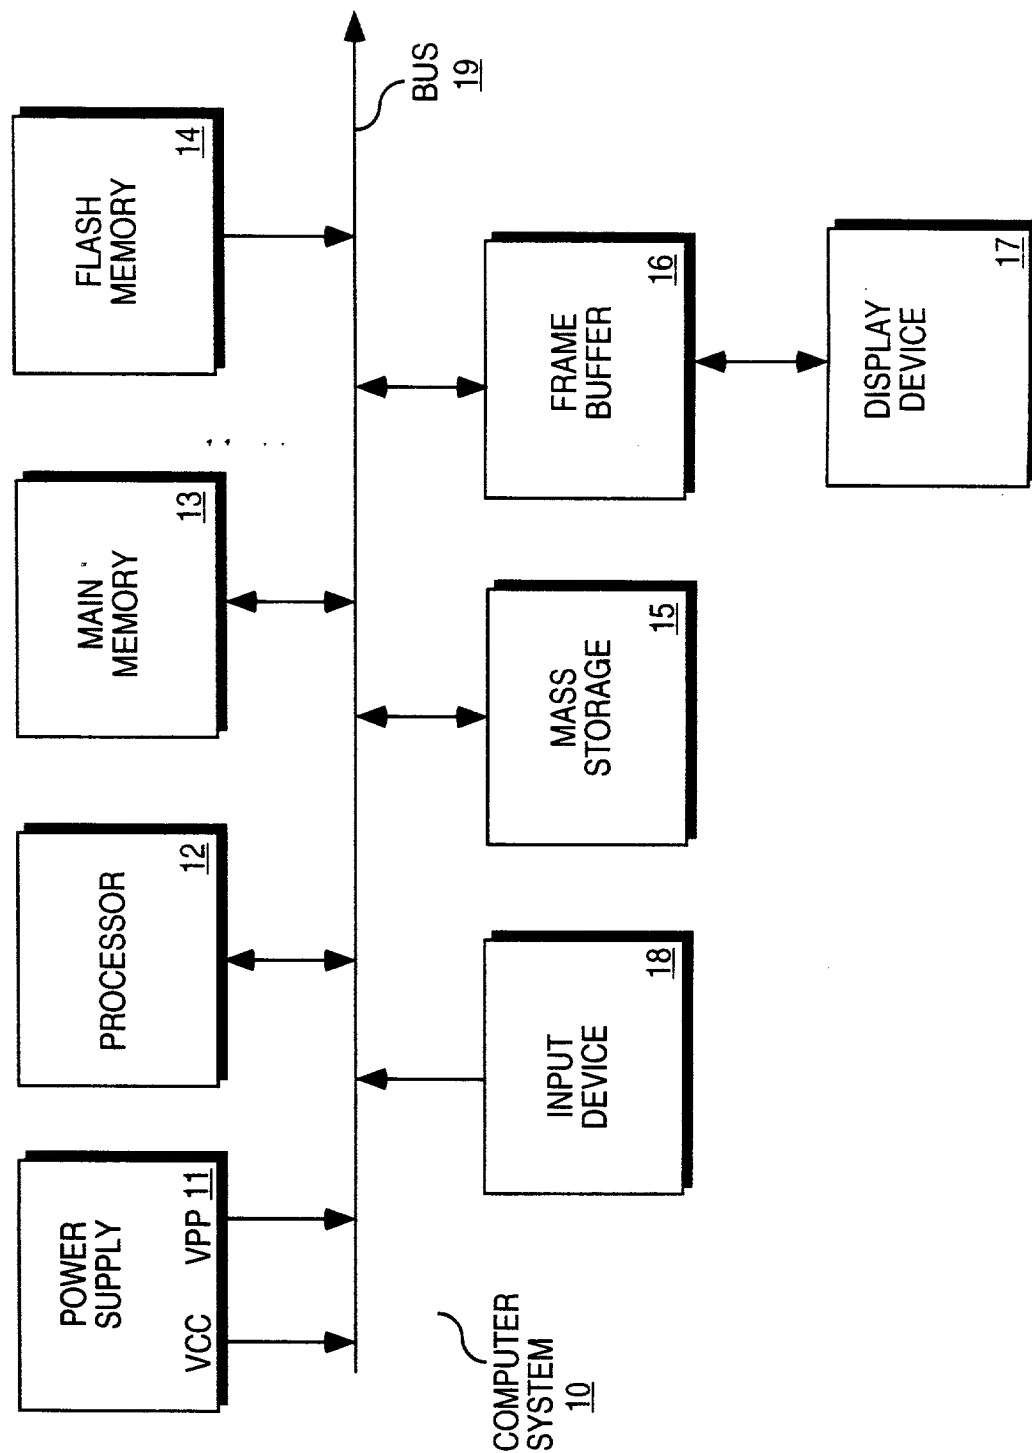 POWER
SUPPLY
VCC VPP 11
PROCESSOR
12
MAIN
MEMORY
13
FLASH
MEMORY
14
BUS
19
INPUT
DEVICE
18
MASS
STORAGE
15
FRAME
BUFFER
16
DISPLAY
DEVICE
17
COMPUTER
SYSTEM
10